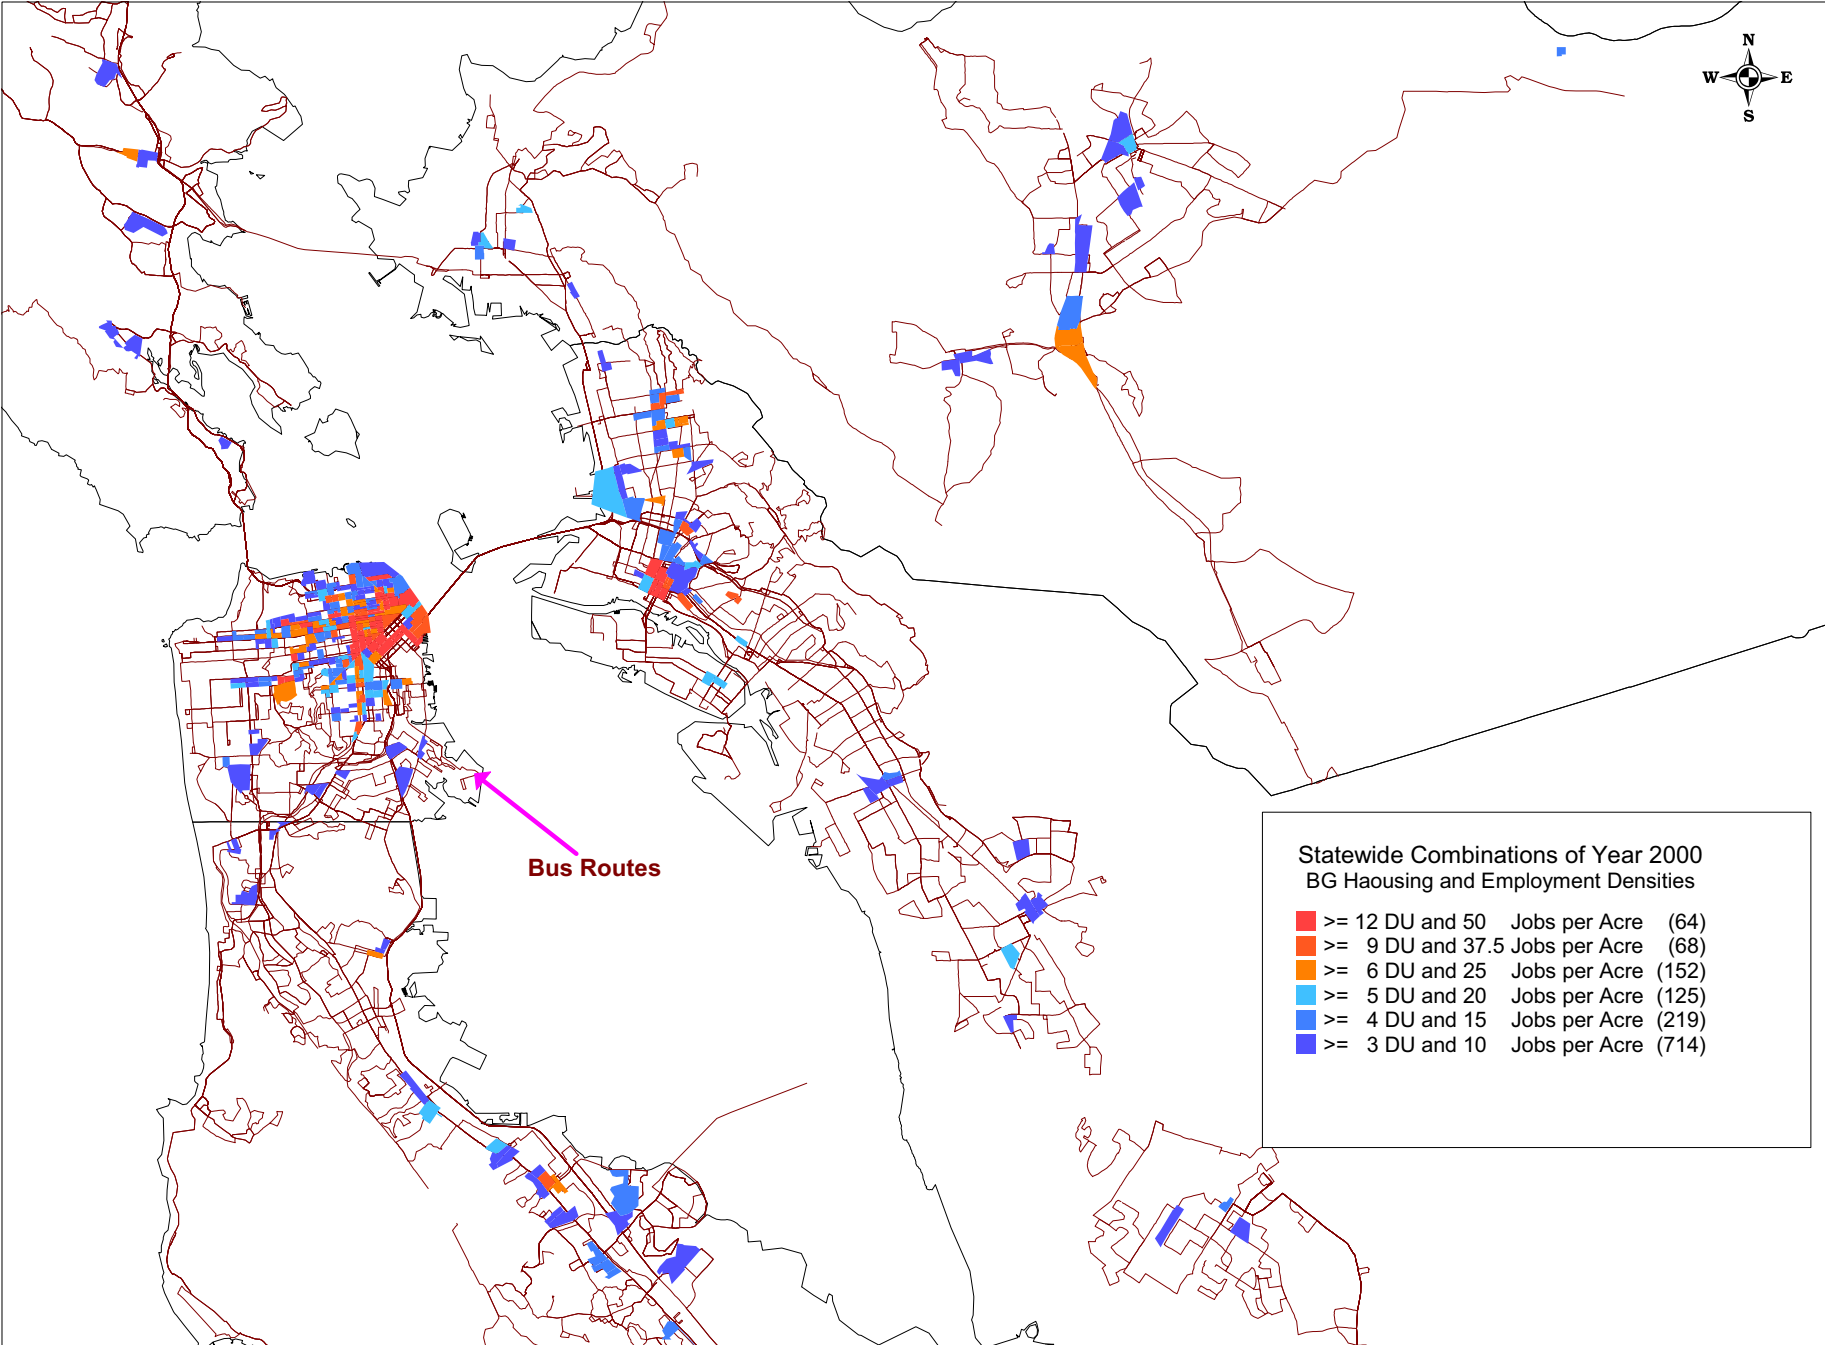 N
W E
S
Bus Routes
Statewide Combinations of Year 2000
BG Haousing and Employment Densities
>= 12 DU and 50 Jobs per Acre (64)
>= 9 DU and 37.5 Jobs per Acre (68)
>= 6 DU and 25 Jobs per Acre (152)
>= 5 DU and 20 Jobs per Acre (125)
>= 4 DU and 15 Jobs per Acre (219)
>= 3 DU and 10 Jobs per Acre (714)